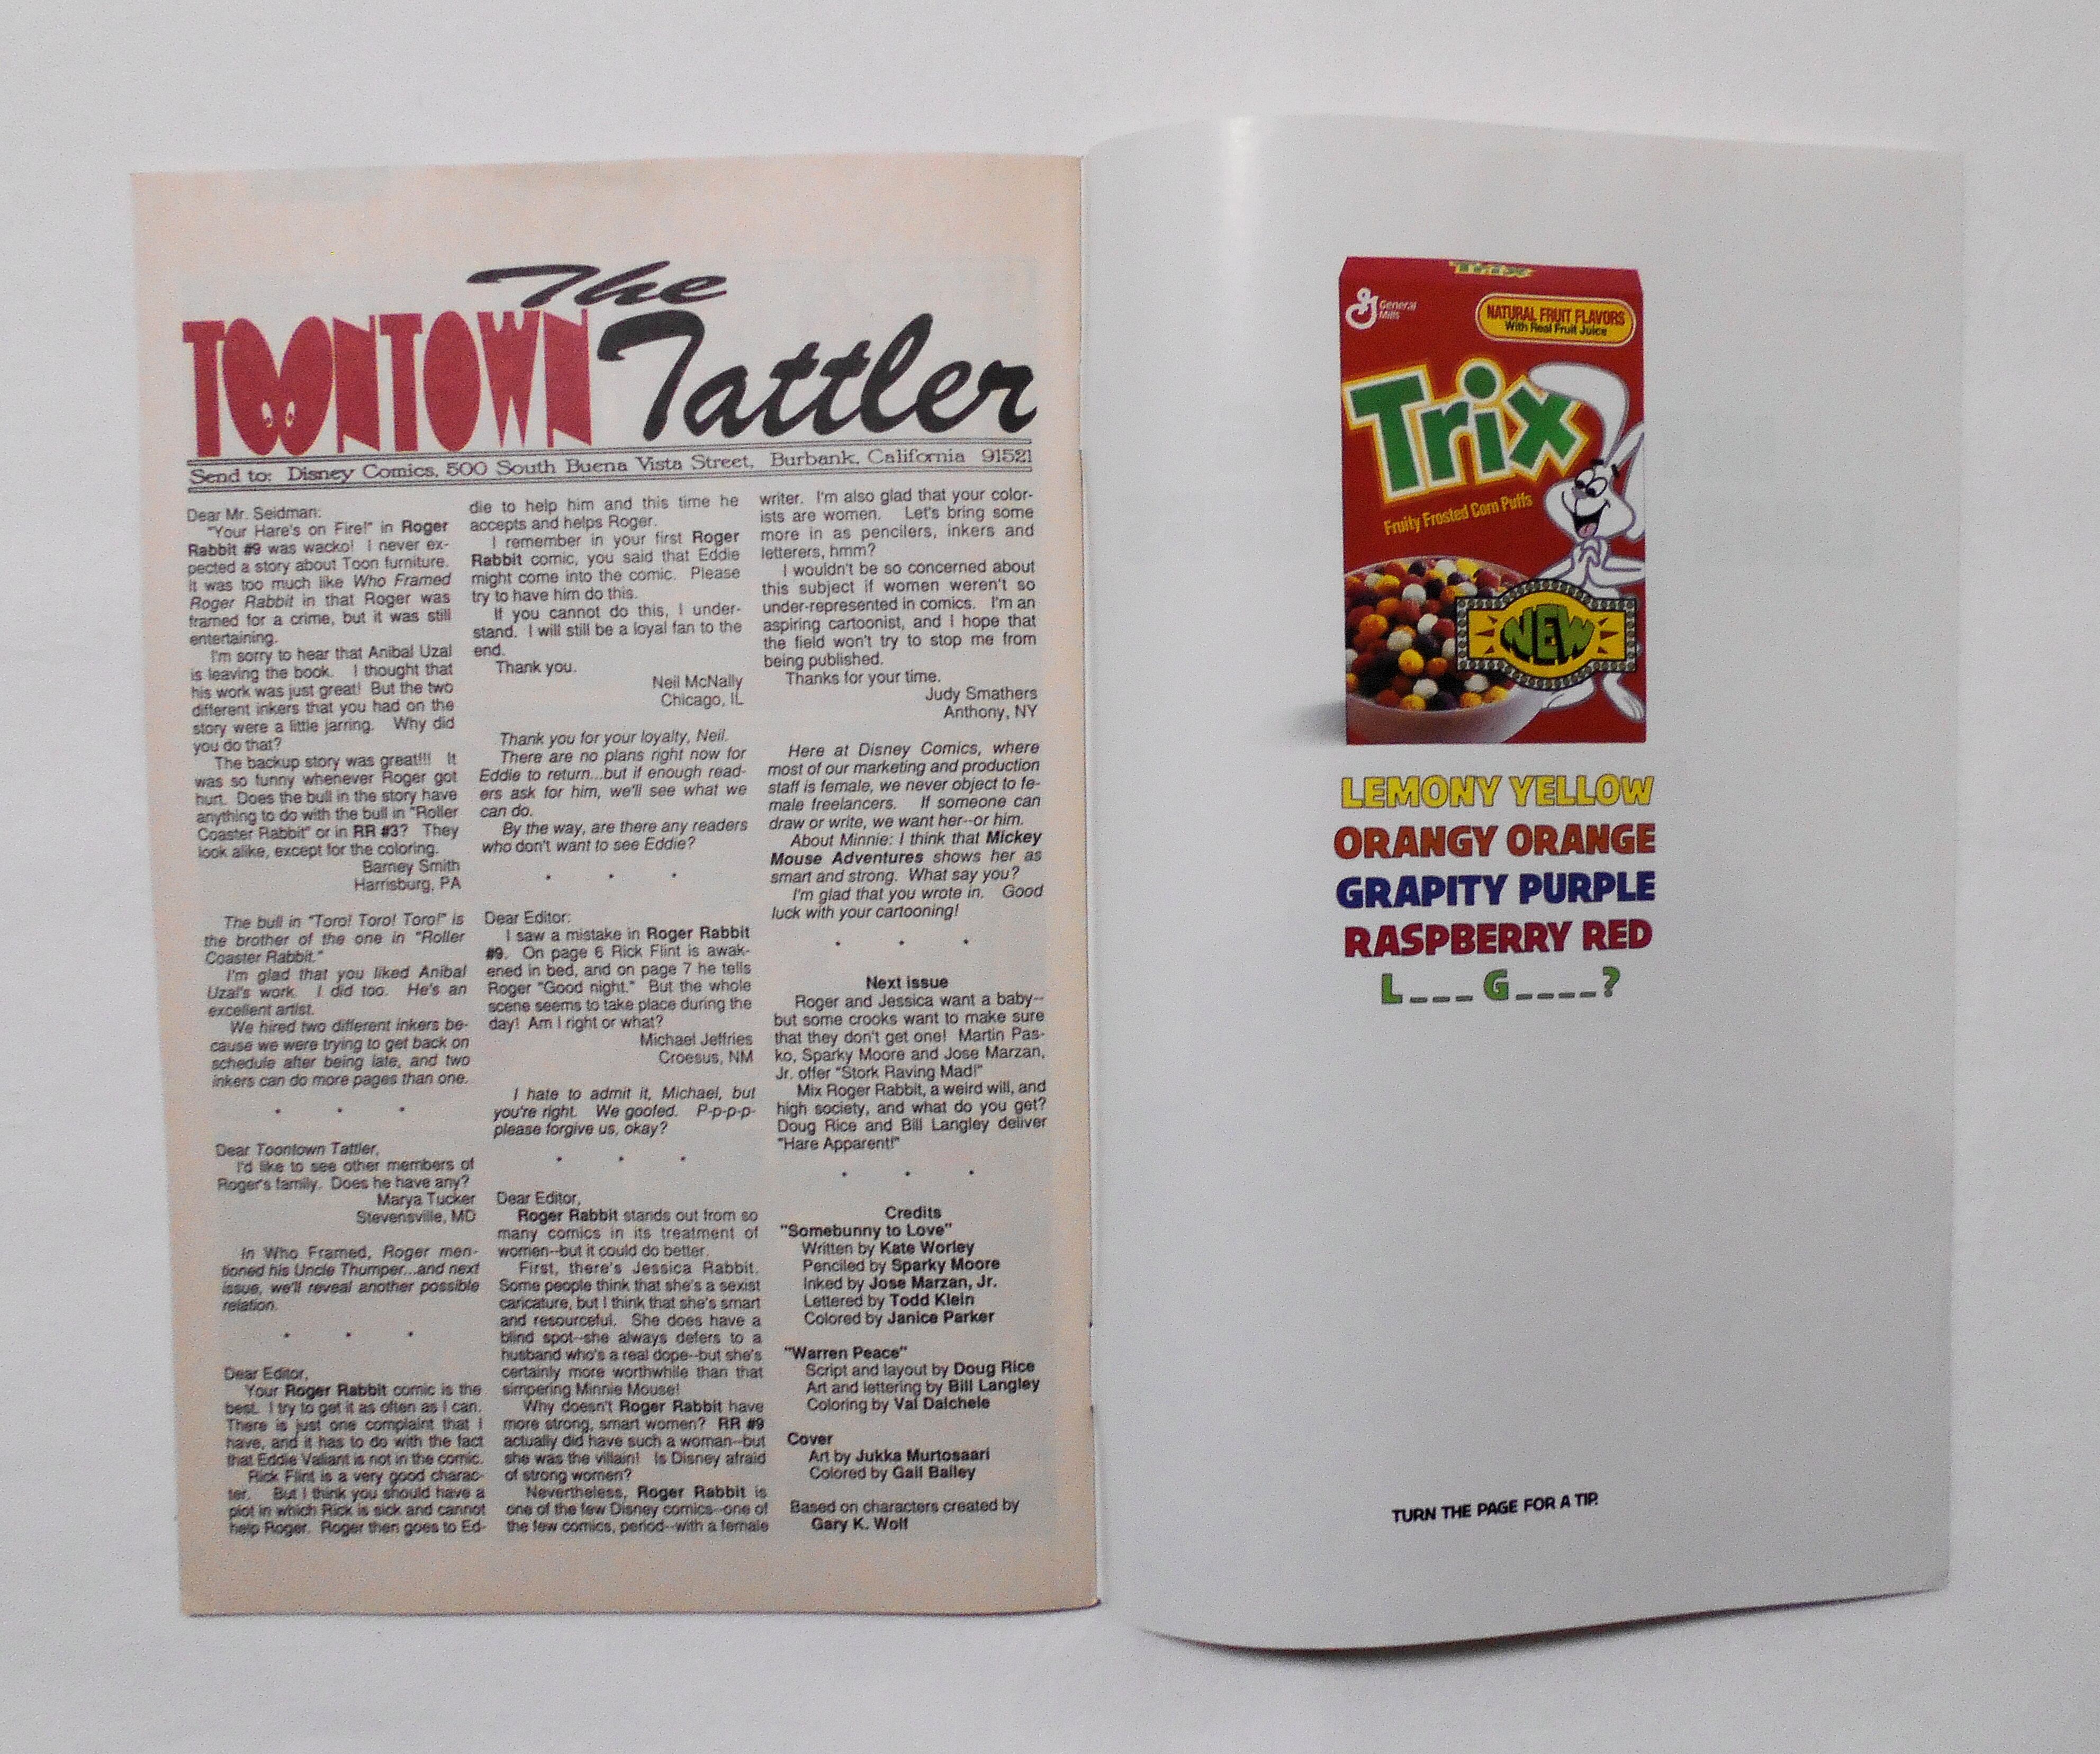 The
TOONTOWN Tattler
Send to: Disney Comics, 500 South Buena Vista Street, Burbank, California 91521
Dear Mr. Seidman:
"Your Hare's on Fire!" in Roger
Rabbit #9 was wacko! I never ex-
pected a story about Toon furniture.
It was too much like Who Framed
Roger Rabbit in that Roger was
framed for a crime, but it was still
entertaining.
I'm sorry to hear that Anibal Uzal
is leaving the book. I thought that
his work was just great! But the two
different inkers that you had on the
story were a little jarring. Why did
you do that?
The backup story was great!!! It
was so funny whenever Roger got
hurt. Does the bull in the story have
anything to do with the bull in "Roller
Coaster Rabbit" or in RR #3? They
look alike, except for the coloring.
Barney Smith
Harrisburg, PA
The bull in "Toro! Toro! Toro!" is
the brother of the one in "Roller
Coaster Rabbit."
I'm glad that you liked Anibal
Uzal's work. I did too. He's an
excellent artist.
We hired two different inkers be-
cause we were trying to get back on
schedule after being late, and two
inkers can do more pages than one.
. . .
Dear Toontown Tattler,
I'd like to see other members of
Roger's family. Does he have any?
Marya Tucker
Stevensville, MD
In Who Framed, Roger men-
tioned his Uncle Thumper...and next
issue, we'll reveal another possible
relation.
. . .
Dear Editor,
Your Roger Rabbit comic is the
best. I try to get it as often as I can.
There is just one complaint that I
have, and it has to do with the fact
that Eddie Valiant is not in the comic.
Rick Flint is a very good charac-
ter. But I think you should have a
plot in which Rick is sick and cannot
help Roger. Roger then goes to Ed-
die to help him and this time he
accepts and helps Roger.
I remember in your first Roger
Rabbit comic, you said that Eddie
might come into the comic. Please
try to have him do this.
If you cannot do this, I under-
stand. I will still be a loyal fan to the
end.
Thank you.
Neil McNally
Chicago, IL
Thank you for your loyalty, Neil.
There are no plans right now for
Eddie to return...but if enough read-
ers ask for him, we'll see what we
can do.
By the way, are there any readers
who don't want to see Eddie?
. . .
Dear Editor:
I saw a mistake in Roger Rabbit
#9. On page 6 Rick Flint is awak-
ened in bed, and on page 7 he tells
Roger "Good night." But the whole
scene seems to take place during the
day! Am I right or what?
Michael Jeffries
Croesus, NM
I hate to admit it, Michael, but
you're right. We goofed. P-p-p-p-
please forgive us, okay?
. . .
Dear Editor,
Roger Rabbit stands out from so
many comics in its treatment of
women--but it could do better.
First, there's Jessica Rabbit.
Some people think that she's a sexist
caricature, but I think that she's smart
and resourceful. She does have a
blind spot--she always defers to a
husband who's a real dope--but she's
certainly more worthwhile than that
simpering Minnie Mouse!
Why doesn't Roger Rabbit have
more strong, smart women? RR #9
actually did have such a woman--but
she was the villain! Is Disney afraid
of strong women?
Nevertheless, Roger Rabbit is
one of the few Disney comics--one of
the few comics, period--with a female
writer. I'm also glad that your color-
ists are women. Let's bring some
more in as pencilers, inkers and
letterers, hmm?
I wouldn't be so concerned about
this subject if women weren't so
under-represented in comics. I'm an
aspiring cartoonist, and I hope that
the field won't try to stop me from
being published.
Thanks for your time.
Judy Smathers
Anthony, NY
Here at Disney Comics, where
most of our marketing and production
staff is female, we never object to fe-
male freelancers. If someone can
draw or write, we want her--or him.
About Minnie: I think that Mickey
Mouse Adventures shows her as
smart and strong. What say you?
I'm glad that you wrote in. Good
luck with your cartooning!
. . .
Next issue
Roger and Jessica want a baby--
but some crooks want to make sure
that they don't get one! Martin Pas-
ko, Sparky Moore and Jose Marzan,
Jr. offer "Stork Raving Mad!"
Mix Roger Rabbit, a weird will, and
high society, and what do you get?
Doug Rice and Bill Langley deliver
"Hare Apparent!"
. . .
Credits
"Somebunny to Love"
Written by Kate Worley
Penciled by Sparky Moore
Inked by Jose Marzan, Jr.
Lettered by Todd Klein
Colored by Janice Parker
"Warren Peace"
Script and layout by Doug Rice
Art and lettering by Bill Langley
Coloring by Val Dalchele
Cover
Art by Jukka Murtosaari
Colored by Gail Bailey
Based on characters created by
Gary K. Wolf
Trix
G General
Mills
NATURAL FRUIT FLAVORS
With Real Fruit Juice
Trix
Fruity Frosted Corn Puffs
NEW
LEMONY YELLOW
ORANGY ORANGE
GRAPITY PURPLE
RASPBERRY RED
L___ G____?
TURN THE PAGE FOR A TIP.